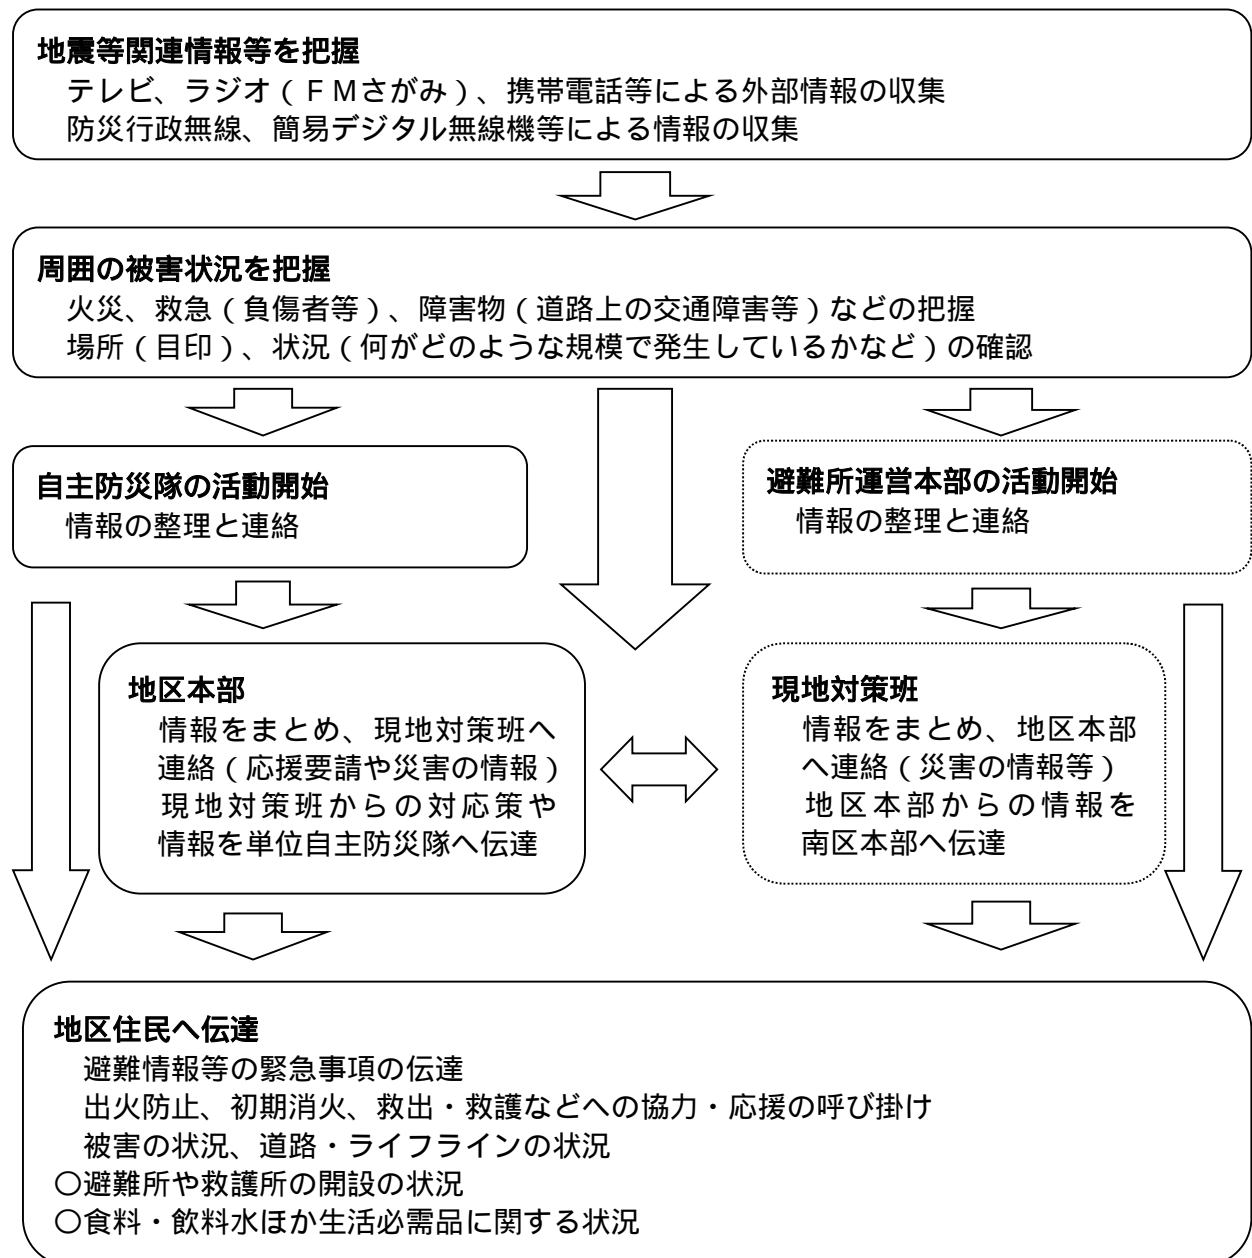 地震等関連情報等を把握
テレビ、ラジオ（ＦＭさがみ）、携帯電話等による外部情報の収集
防災行政無線、簡易デジタル無線機等による情報の収集
周囲の被害状況を把握
火災、救急（負傷者等）、障害物（道路上の交通障害等）などの把握
場所（目印）、状況（何がどのような規模で発生しているかなど）の確認
自主防災隊の活動開始
情報の整理と連絡
避難所運営本部の活動開始
情報の整理と連絡
地区本部
情報をまとめ、現地対策班へ
連絡（応援要請や災害の情報）
現地対策班からの対応策や
情報を単位自主防災隊へ伝達
現地対策班
情報をまとめ、地区本部
へ連絡（災害の情報等）
地区本部からの情報を
南区本部へ伝達
地区住民へ伝達
避難情報等の緊急事項の伝達
出火防止、初期消火、救出・救護などへの協力・応援の呼び掛け
被害の状況、道路・ライフラインの状況
○避難所や救護所の開設の状況
○食料・飲料水ほか生活必需品に関する状況